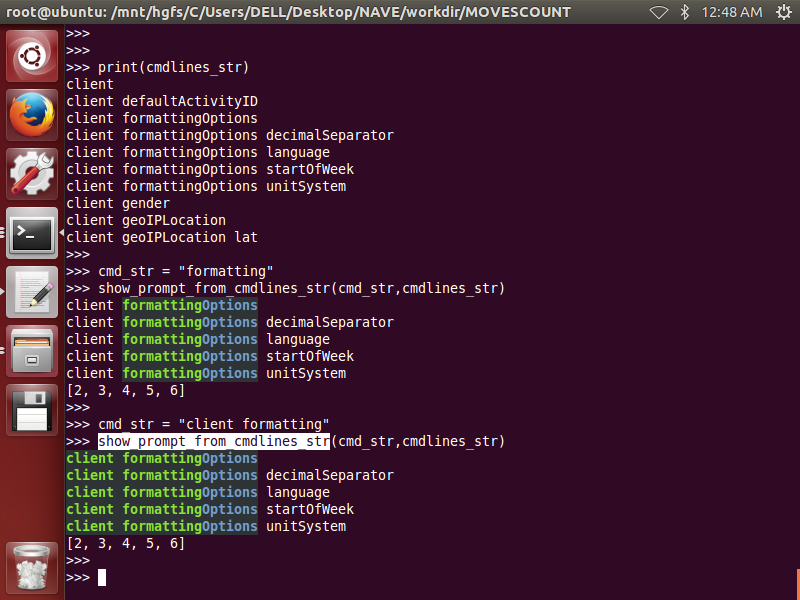 root@ubuntu: /mnt/hgfs/C/Users/DELL/Desktop/NAVE/workdir/MOVESCOUNT 12:48 AM
>>>
>>>
>>> print(cmdlines_str)
client
client defaultActivityID
client formattingOptions
client formattingOptions decimalSeparator
client formattingOptions language
client formattingOptions startOfWeek
client formattingOptions unitSystem
client gender
client geoIPLocation
client geoIPLocation lat
>>>
>>> cmd_str = "formatting"
>>> show_prompt_from_cmdlines_str(cmd_str,cmdlines_str)
client formattingOptions
client formattingOptions decimalSeparator
client formattingOptions language
client formattingOptions startOfWeek
client formattingOptions unitSystem
[2, 3, 4, 5, 6]
>>>
>>> cmd_str = "client formatting"
>>> show_prompt_from_cmdlines_str(cmd_str,cmdlines_str)
client formattingOptions
client formattingOptions decimalSeparator
client formattingOptions language
client formattingOptions startOfWeek
client formattingOptions unitSystem
[2, 3, 4, 5, 6]
>>>
>>>